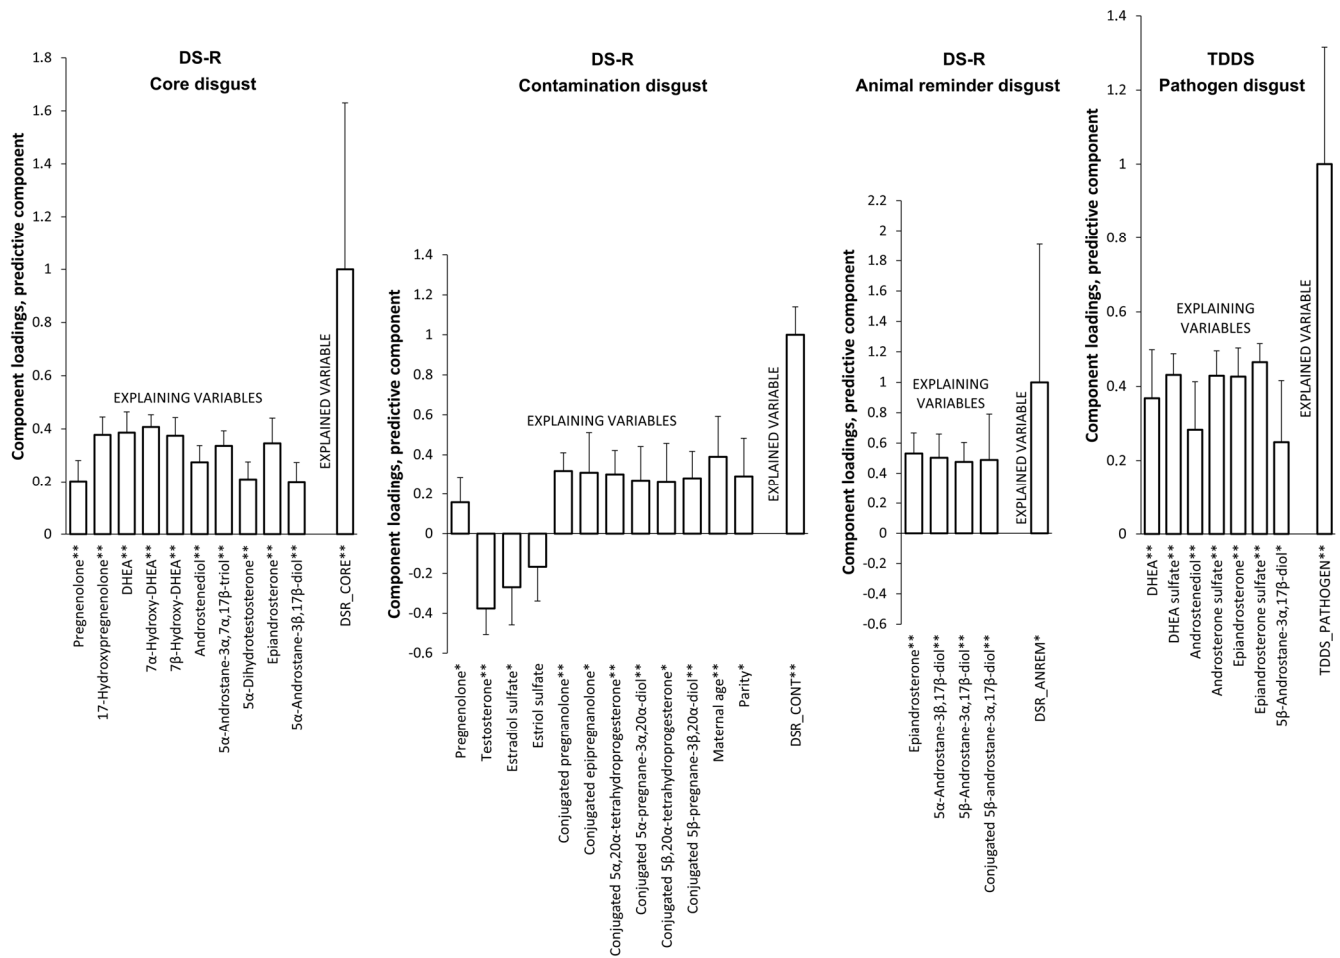 DS-R
Core disgust
Component loadings, predictive component
1.8
1.6
1.4
1.2
1
0.8
0.6
0.4
0.2
0
EXPLAINING VARIABLES
EXPLAINED VARIABLE
Pregnenolone**
17-Hydroxypregnenolone**
DHEA**
7α-Hydroxy-DHEA**
7β-Hydroxy-DHEA**
Androstenediol**
5α-Androstane-3α,7α,17β-triol**
5α-Dihydrotestosterone**
Epiandrosterone**
5α-Androstane-3β,17β-diol**
DSR_CORE**
DS-R
Contamination disgust
Component loadings, predictive component
1.4
1.2
1
0.8
0.6
0.4
0.2
0
-0.2
-0.4
-0.6
EXPLAINING VARIABLES
EXPLAINED VARIABLE
Pregnenolone*
Testosterone**
Estradiol sulfate*
Estriol sulfate
Conjugated pregnanolone**
Conjugated epipregnanolone*
Conjugated 5α,20α-tetrahydroprogesterone**
Conjugated 5α-pregnane-3α,20α-diol**
Conjugated 5β,20α-tetrahydroprogesterone*
Conjugated 5β-pregnane-3β,20α-diol**
Maternal age**
Parity*
DSR_CONT**
DS-R
Animal reminder disgust
Component loadings, predictive component
2.2
2
1.8
1.6
1.4
1.2
1
0.8
0.6
0.4
0.2
0
-0.2
-0.4
-0.6
EXPLAINING
VARIABLES
EXPLAINED VARIABLE
Epiandrosterone**
5α-Androstane-3β,17β-diol**
5β-Androstane-3α,17β-diol**
Conjugated 5β-androstane-3α,17β-diol**
DSR_ANREM*
TDDS
Pathogen disgust
Component loadings, predictive component
1.4
1.2
1
0.8
0.6
0.4
0.2
0
EXPLAINING
VARIABLES
EXPLAINED VARIABLE
DHEA**
DHEA sulfate**
Androstenediol**
Androsterone sulfate**
Epiandrosterone**
Epiandrosterone sulfate**
5β-Androstane-3α,17β-diol*
TDDS_PATHOGEN**